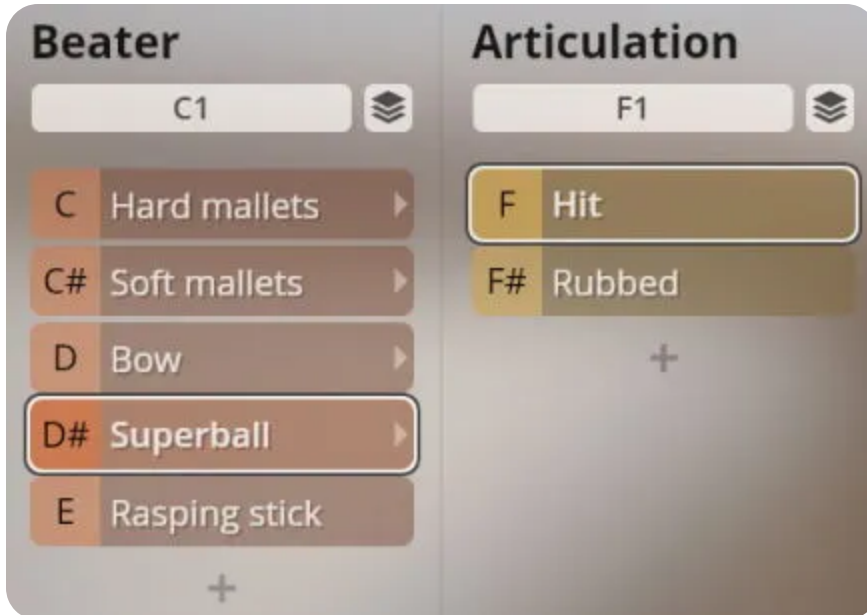 Beater
C1
C Hard mallets
C# Soft mallets
D Bow
D# Superball
E Rasping stick
+
Articulation
F1
F Hit
F# Rubbed
+